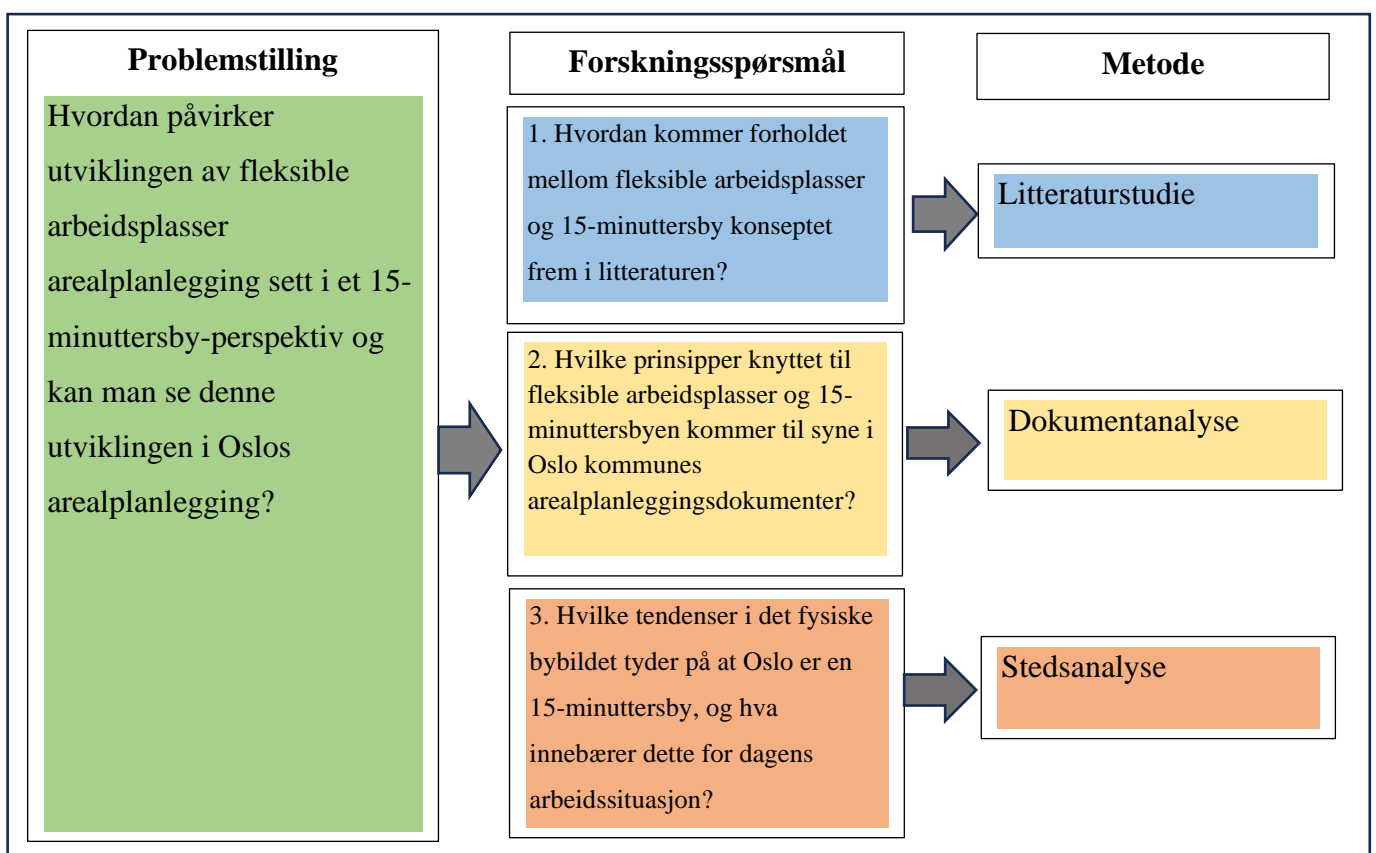 Problemstilling
Hvordan påvirker
utviklingen av fleksible
arbeidsplasser
arealplanlegging sett i et 15-
minuttersby-perspektiv og
kan man se denne
utviklingen i Oslos
arealplanlegging?
Forskningsspørsmål
1. Hvordan kommer forholdet
mellom fleksible arbeidsplasser
og 15-minuttersby konseptet
frem i litteraturen?
2. Hvilke prinsipper knyttet til
fleksible arbeidsplasser og 15-
minuttersbyen kommer til syne i
Oslo kommunes
arealplanleggingsdokumenter?
3. Hvilke tendenser i det fysiske
bybildet tyder på at Oslo er en
15-minuttersby, og hva
innebærer dette for dagens
arbeidssituasjon?
Metode
Litteraturstudie
Dokumentanalyse
Stedsanalyse